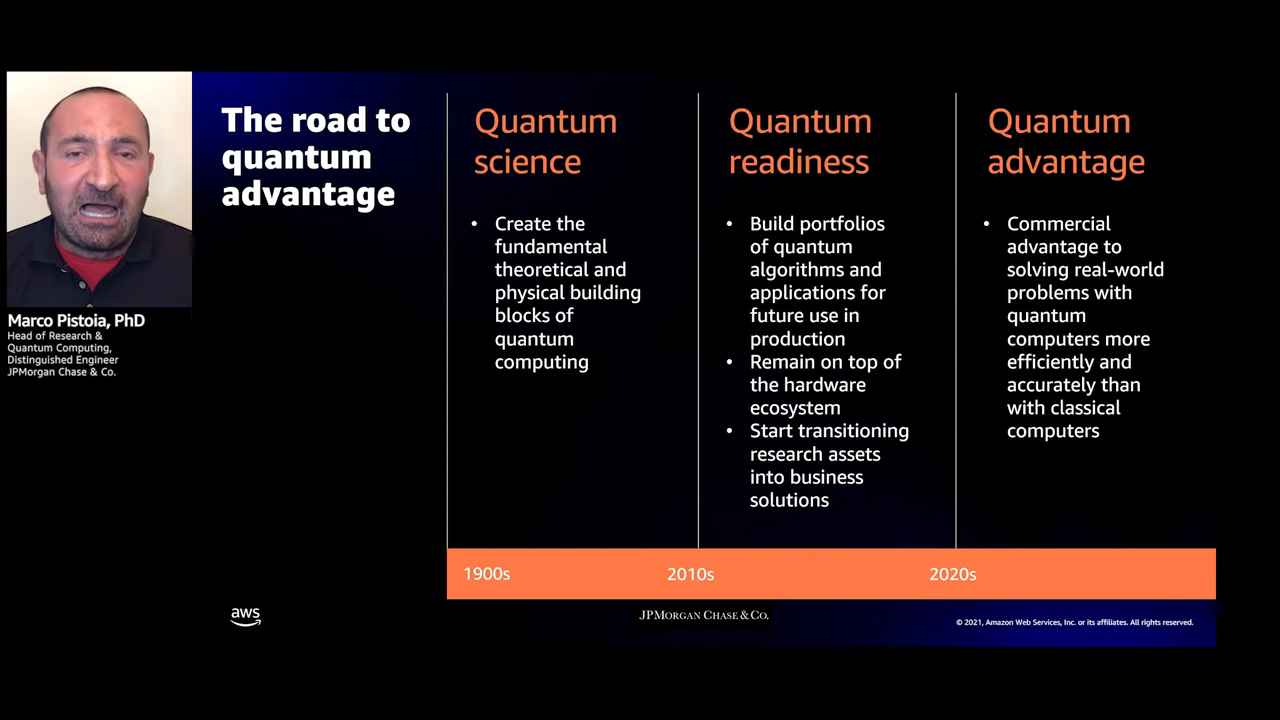 The road to
quantum
advantage
Marco Pistoia, PhD
Head of Research &
Quantum Computing,
Distinguished Engineer
JPMorgan Chase & Co.
Quantum
science
• Create the
fundamental
theoretical and
physical building
blocks of
quantum
computing
Quantum
readiness
• Build portfolios
of quantum
algorithms and
applications for
future use in
production
• Remain on top of
the hardware
ecosystem
• Start transitioning
research assets
into business
solutions
Quantum
advantage
• Commercial
advantage to
solving real-world
problems with
quantum
computers more
efficiently and
accurately than
with classical
computers
1900s
2010s
2020s
aws
JPMORGAN CHASE & CO.
© 2021, Amazon Web Services, Inc. or its affiliates. All rights reserved.